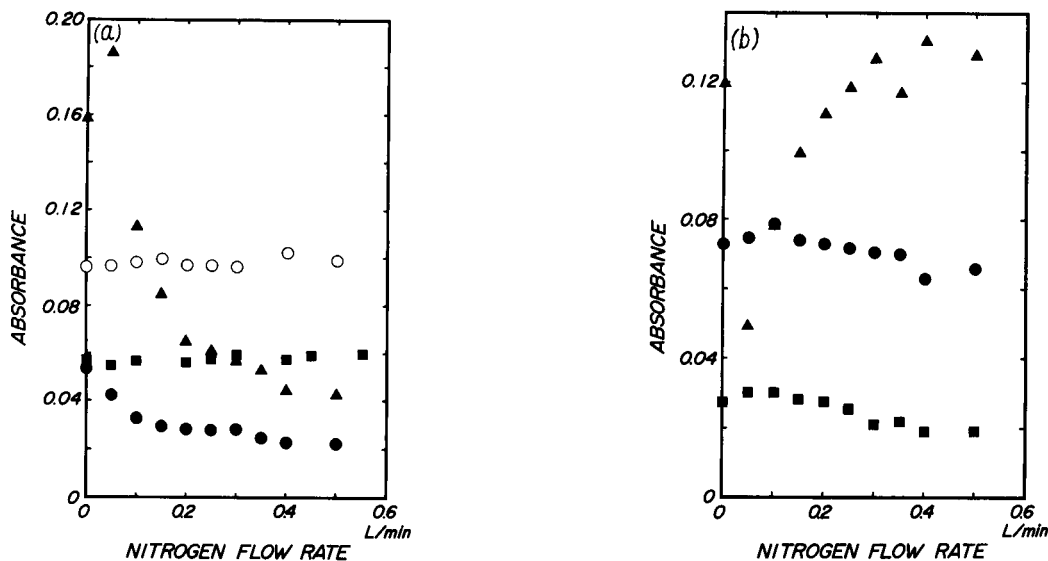 (a)
0.20
0.16
0.12
0.08
0.04
0
ABSORBANCE
0 0.2 0.4 0.6
L/min
NITROGEN FLOW RATE
(b)
0.12
0.08
0.04
0
ABSORBANCE
0 0.2 0.4 0.6
L/min
NITROGEN FLOW RATE